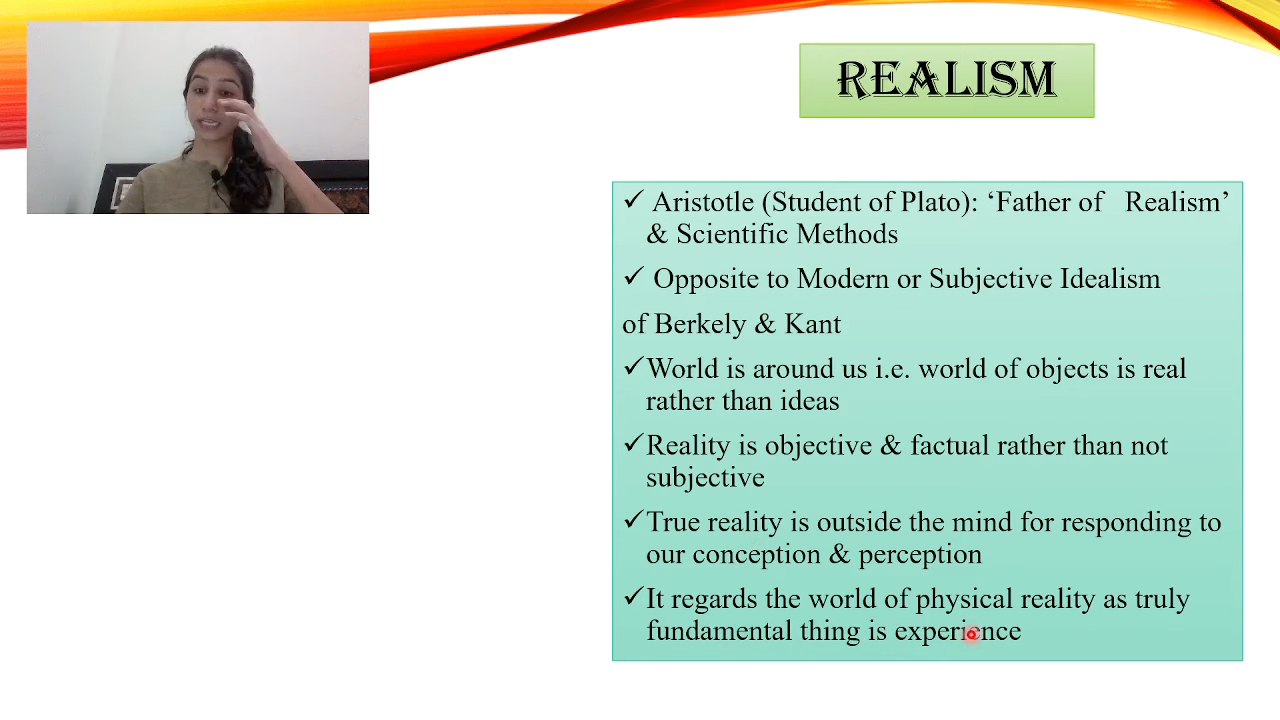 REALISM
✓ Aristotle (Student of Plato): ‘Father of Realism’
& Scientific Methods
✓ Opposite to Modern or Subjective Idealism
of Berkely & Kant
✓ World is around us i.e. world of objects is real
rather than ideas
✓ Reality is objective & factual rather than not
subjective
✓ True reality is outside the mind for responding to
our conception & perception
✓ It regards the world of physical reality as truly
fundamental thing is experience